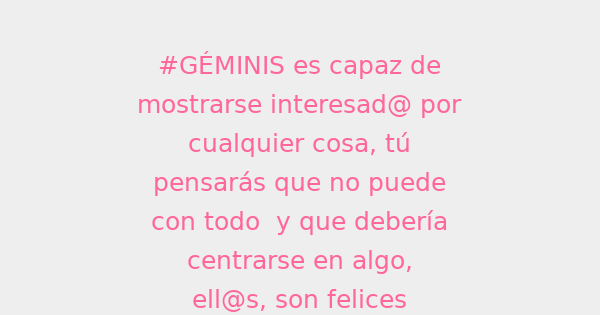 #GÉMINIS es capaz de
mostrarse interesad@ por
cualquier cosa, tú
pensarás que no puede
con todo  y que debería
centrarse en algo,
ell@s, son felices